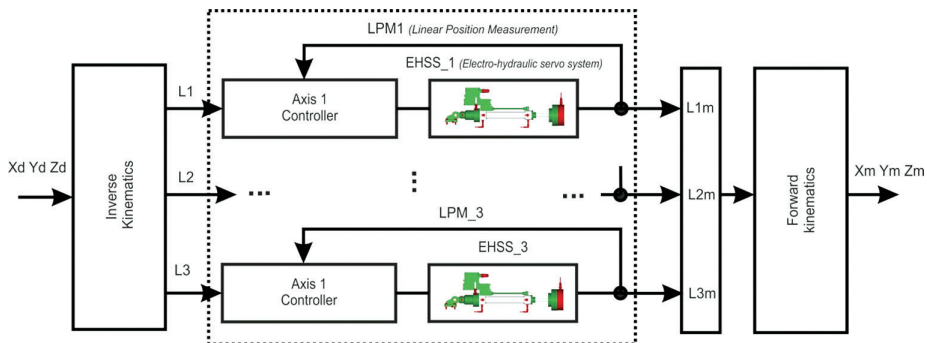 LPM1 (Linear Position Measurement)
EHSS_1 (Electro-hydraulic servo system)
L1
Axis 1
Controller
L1m
Xd Yd Zd
Inverse
Kinematics
L2
...
...
...
L2m
Forward
kinematics
Xm Ym Zm
LPM_3
EHSS_3
L3
Axis 1
Controller
L3m